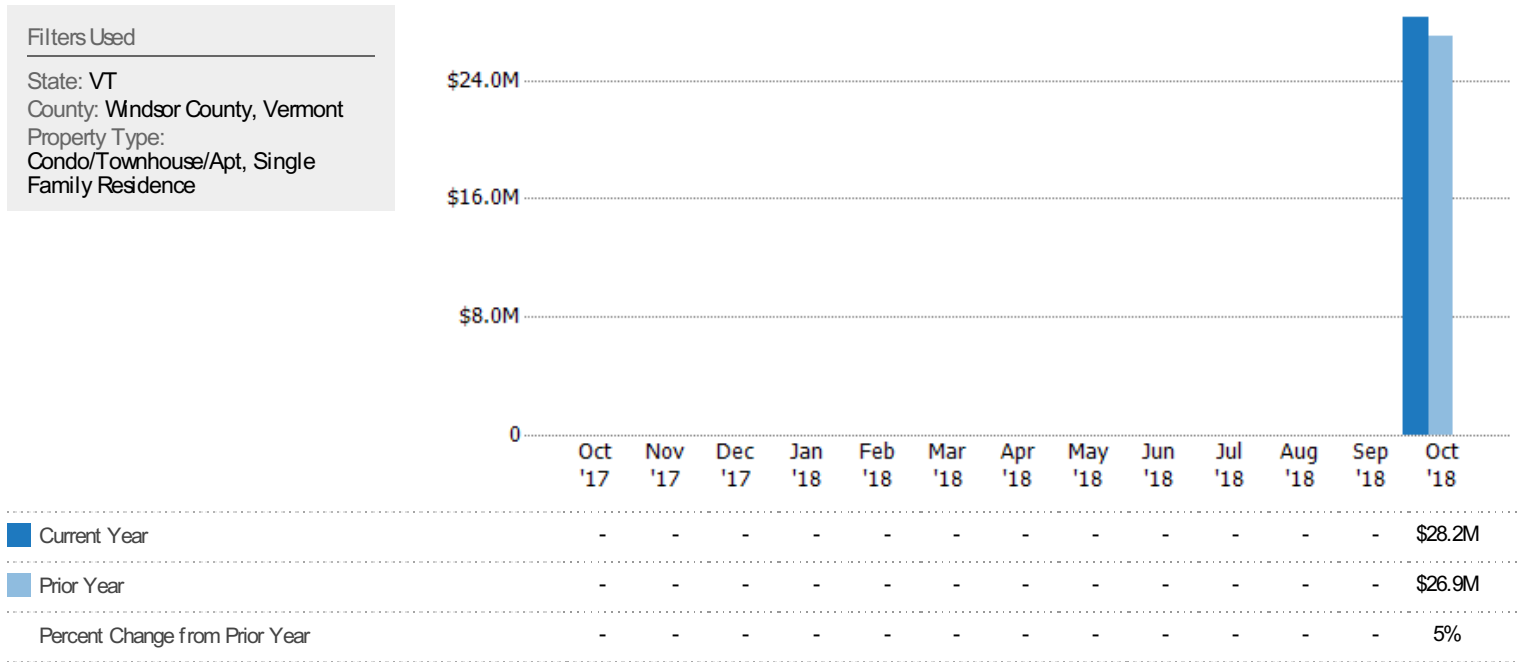 Filters Used
State: VT
County: Windsor County, Vermont
Property Type:
Condo/Townhouse/Apt, Single
Family Residence
$24.0M
$16.0M
$8.0M
0
Oct Nov Dec Jan Feb Mar Apr May Jun Jul Aug Sep Oct
'17 '17 '17 '18 '18 '18 '18 '18 '18 '18 '18 '18 '18
Current Year - - - - - - - - - - - - $28.2M
Prior Year - - - - - - - - - - - - $26.9M
Percent Change from Prior Year - - - - - - - - - - - - 5%